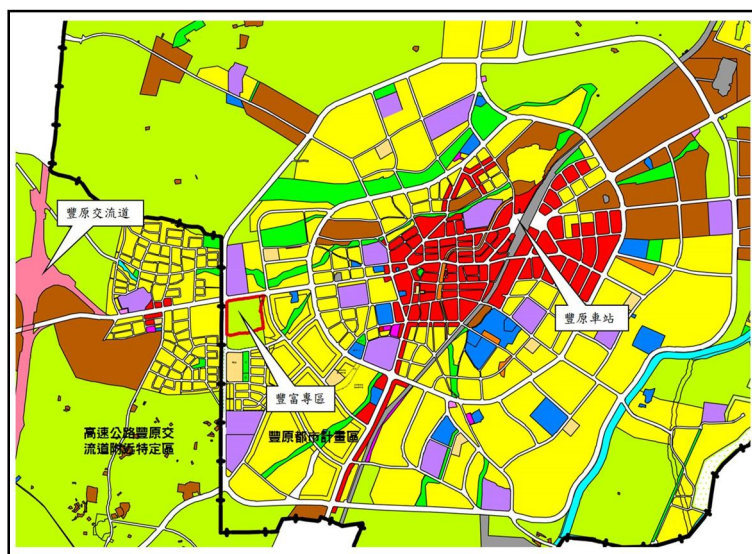 豐原交流道
豐原車站
豐富專區
高速公路豐原交
流道附近特定區
豐原都市計畫區